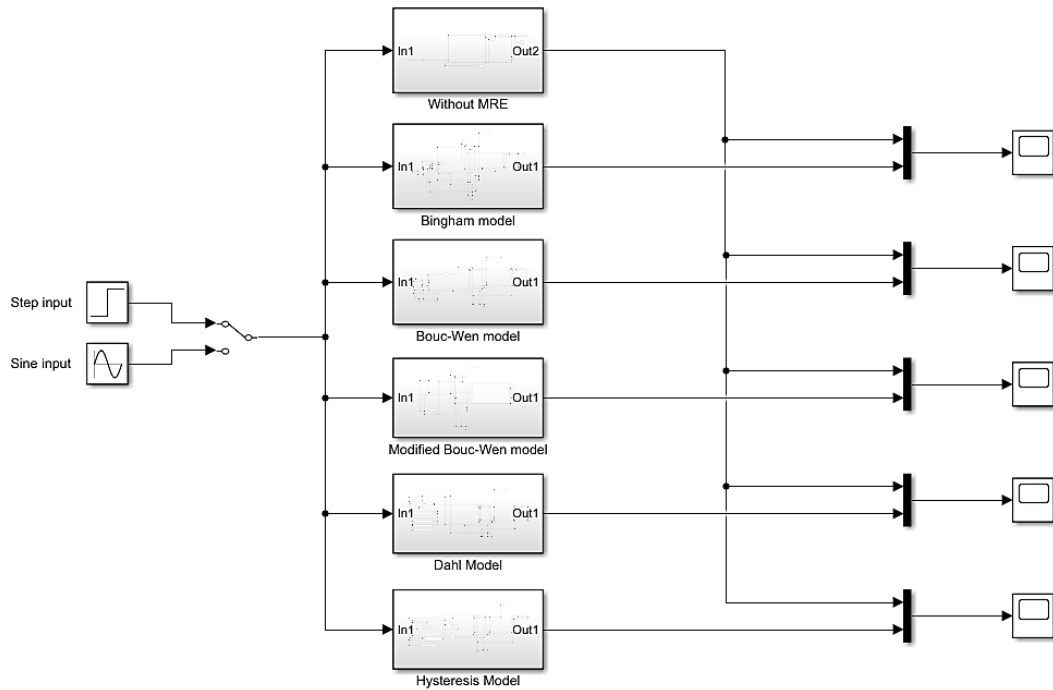 In1
Out2
Without MRE
In1
Out1
Bingham model
In1
Out1
Bouc-Wen model
Step input
Sine input
In1
Out1
Modified Bouc-Wen model
In1
Out1
Dahl Model
In1
Out1
Hysteresis Model